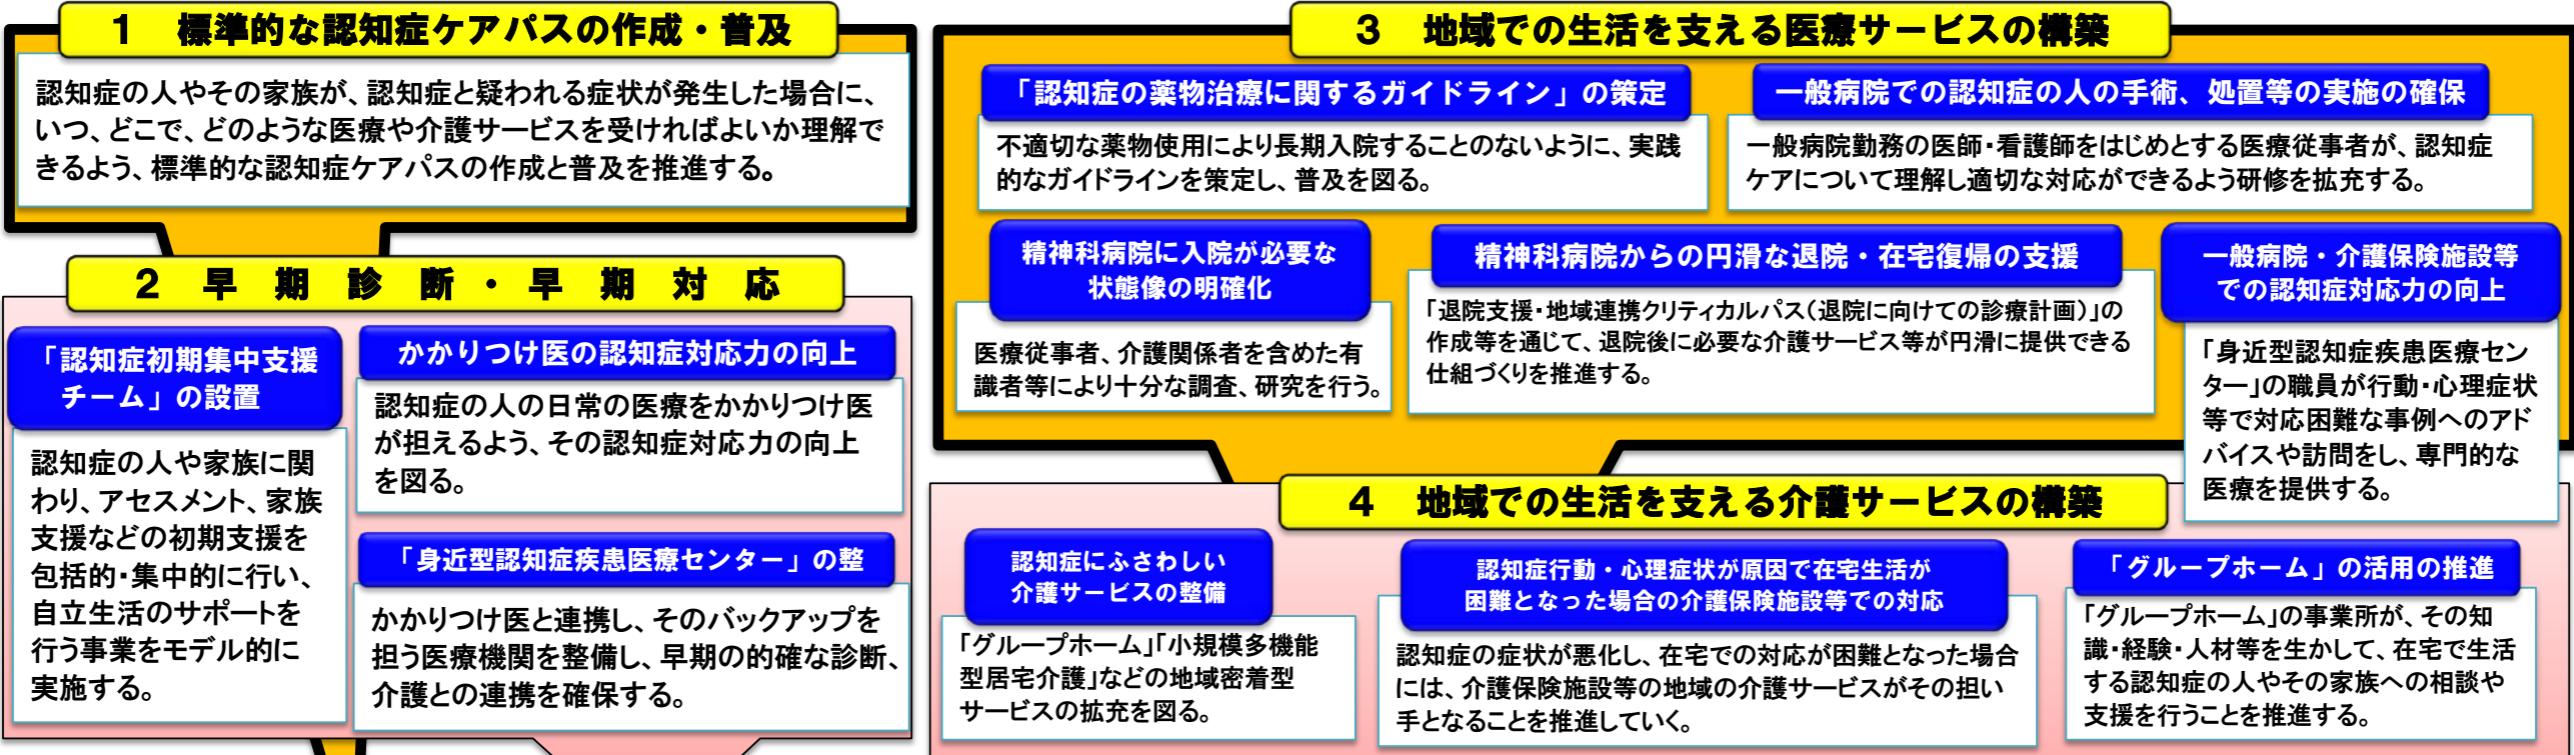 1 標準的な認知症ケアパスの作成・普及
認知症の人やその家族が、認知症と疑われる症状が発生した場合に、
いつ、どこで、どのような医療や介護サービスを受ければよいか理解で
きるよう、標準的な認知症ケアパスの作成と普及を推進する。
2 早期診断・早期対応
「認知症初期集中支援
チーム」の設置
認知症の人や家族に関
わり、アセスメント、家族
支援などの初期支援を
包括的・集中的に行い、
自立生活のサポートを
行う事業をモデル的に
実施する。
かかりつけ医の認知症対応力の向上
認知症の人の日常の医療をかかりつけ医
が担えるよう、その認知症対応力の向上
を図る。
「身近型認知症疾患医療センター」の整
かかりつけ医と連携し、そのバックアップを
担う医療機関を整備し、早期の的確な診断、
介護との連携を確保する。
3 地域での生活を支える医療サービスの構築
「認知症の薬物治療に関するガイドライン」の策定
不適切な薬物使用により長期入院することのないように、実践
的なガイドラインを策定し、普及を図る。
一般病院での認知症の人の手術、処置等の実施の確保
一般病院勤務の医師・看護師をはじめとする医療従事者が、認知症
ケアについて理解し適切な対応ができるよう研修を拡充する。
精神科病院に入院が必要な
状態像の明確化
医療従事者、介護関係者を含めた有
識者等により十分な調査、研究を行う。
精神科病院からの円滑な退院・在宅復帰の支援
「退院支援・地域連携クリティカルパス（退院に向けての診療計画）」の
作成等を通じて、退院後に必要な介護サービス等が円滑に提供できる
仕組づくりを推進する。
一般病院・介護保険施設等
での認知症対応力の向上
「身近型認知症疾患医療セン
ター」の職員が行動・心理症状
等で対応困難な事例へのアド
バイスや訪問をし、専門的な
医療を提供する。
4 地域での生活を支える介護サービスの構築
認知症にふさわしい
介護サービスの整備
「グループホーム」「小規模多機能
型居宅介護」などの地域密着型
サービスの拡充を図る。
認知症行動・心理症状が原因で在宅生活が
困難となった場合の介護保険施設等での対応
認知症の症状が悪化し、在宅での対応が困難となった場合
には、介護保険施設等の地域の介護サービスがその担い
手となることを推進していく。
「グループホーム」の活用の推進
「グループホーム」の事業所が、その知
識・経験・人材等を生かして、在宅で生活
する認知症の人やその家族への相談や
支援を行うことを推進する。